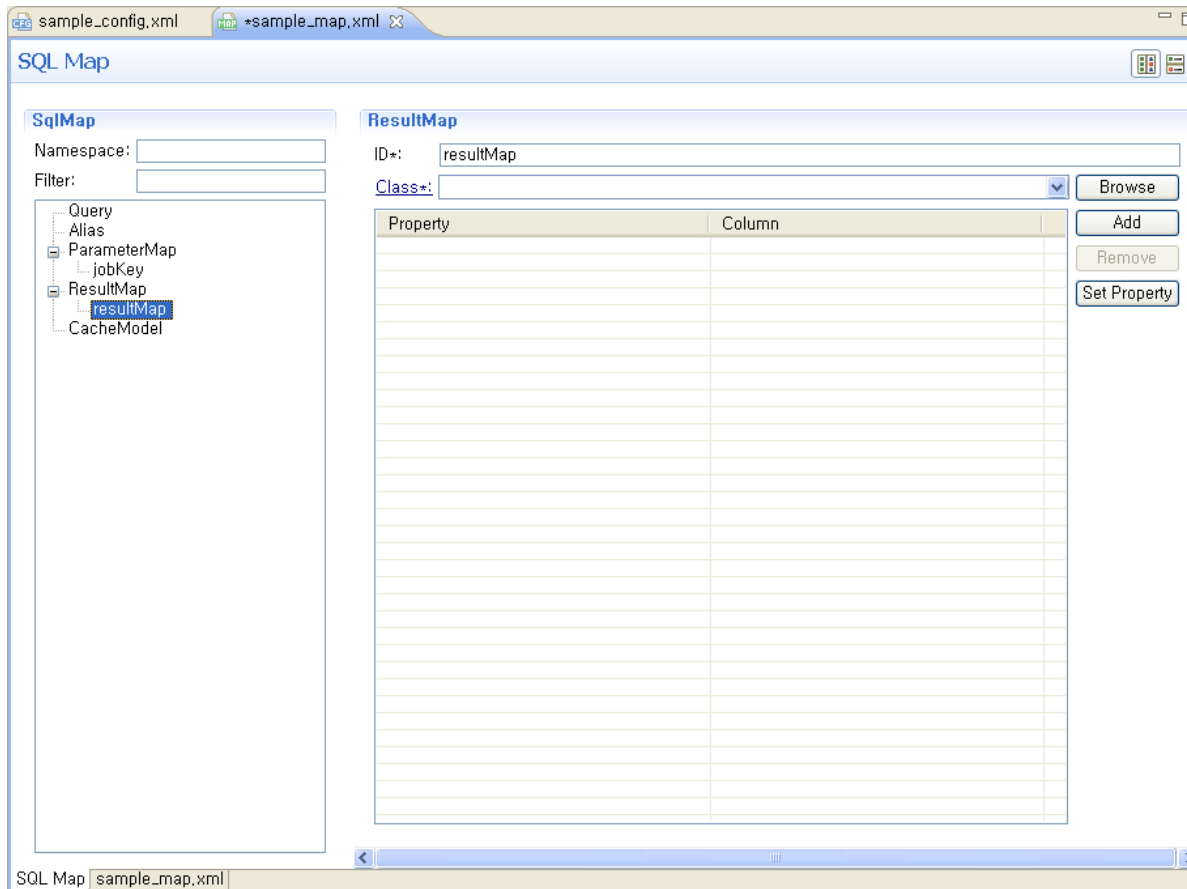 sample_config.xml
*sample_map.xml
SQL Map
SqlMap
Namespace:
Filter:
Query
Alias
ParameterMap
jobKey
ResultMap
resultMap
CacheModel
ResultMap
ID*: resultMap
Class*: Browse
Property Column
Add
Remove
Set Property
SQL Map sample_map.xml